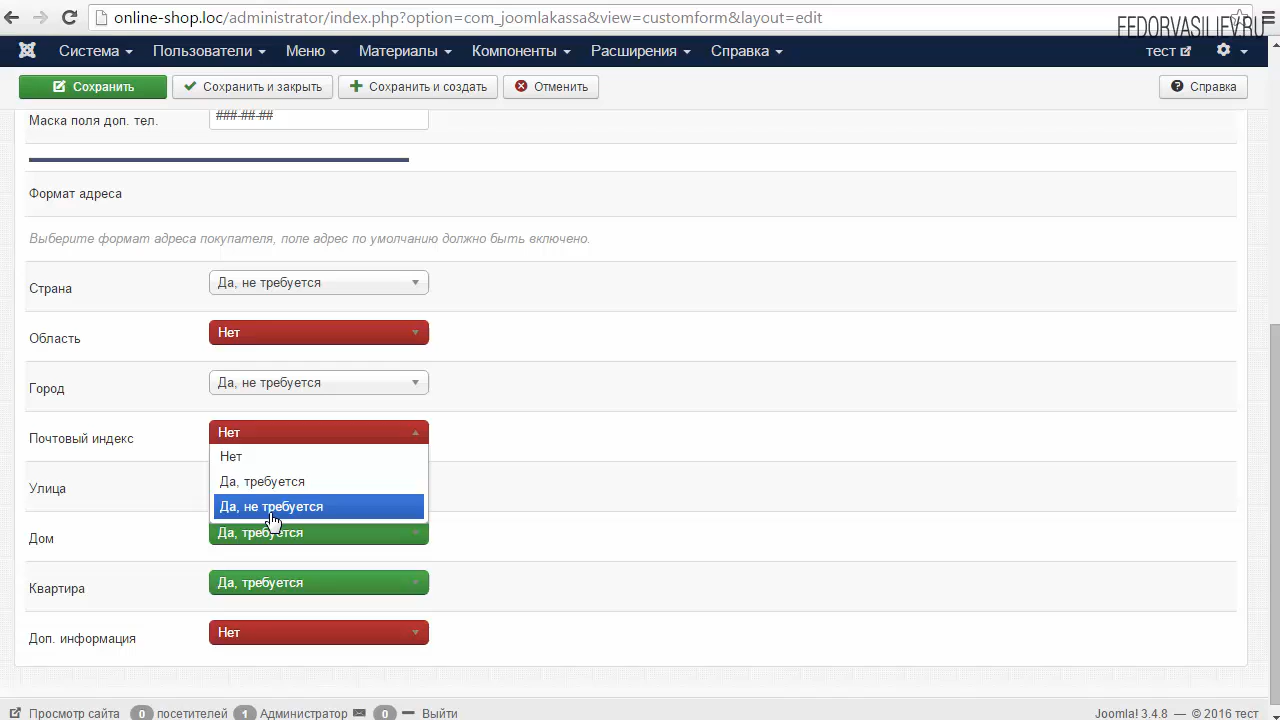 online-shop.loc/administrator/index.php?option=com_joomlakassa&view=customform&layout=edit
FEDORVASILIEV.RU
Система Пользователи Меню Материалы Компоненты Расширения Справка тест
Сохранить Сохранить и закрыть Сохранить и создать Отменить Справка
Маска поля доп. тел. ###-##-##
Формат адреса
Выберите формат адреса покупателя, поле адрес по умолчанию должно быть включено.
Страна Да, не требуется
Область Нет
Город Да, не требуется
Почтовый индекс Нет
Нет
Да, требуется
Улица
Да, не требуется
Дом Да, требуется
Квартира Да, требуется
Доп. информация Нет
Просмотр сайта 0 посетителей 1 Администратор 0 Выйти Joomla! 3.4.8 — © 2016 тест